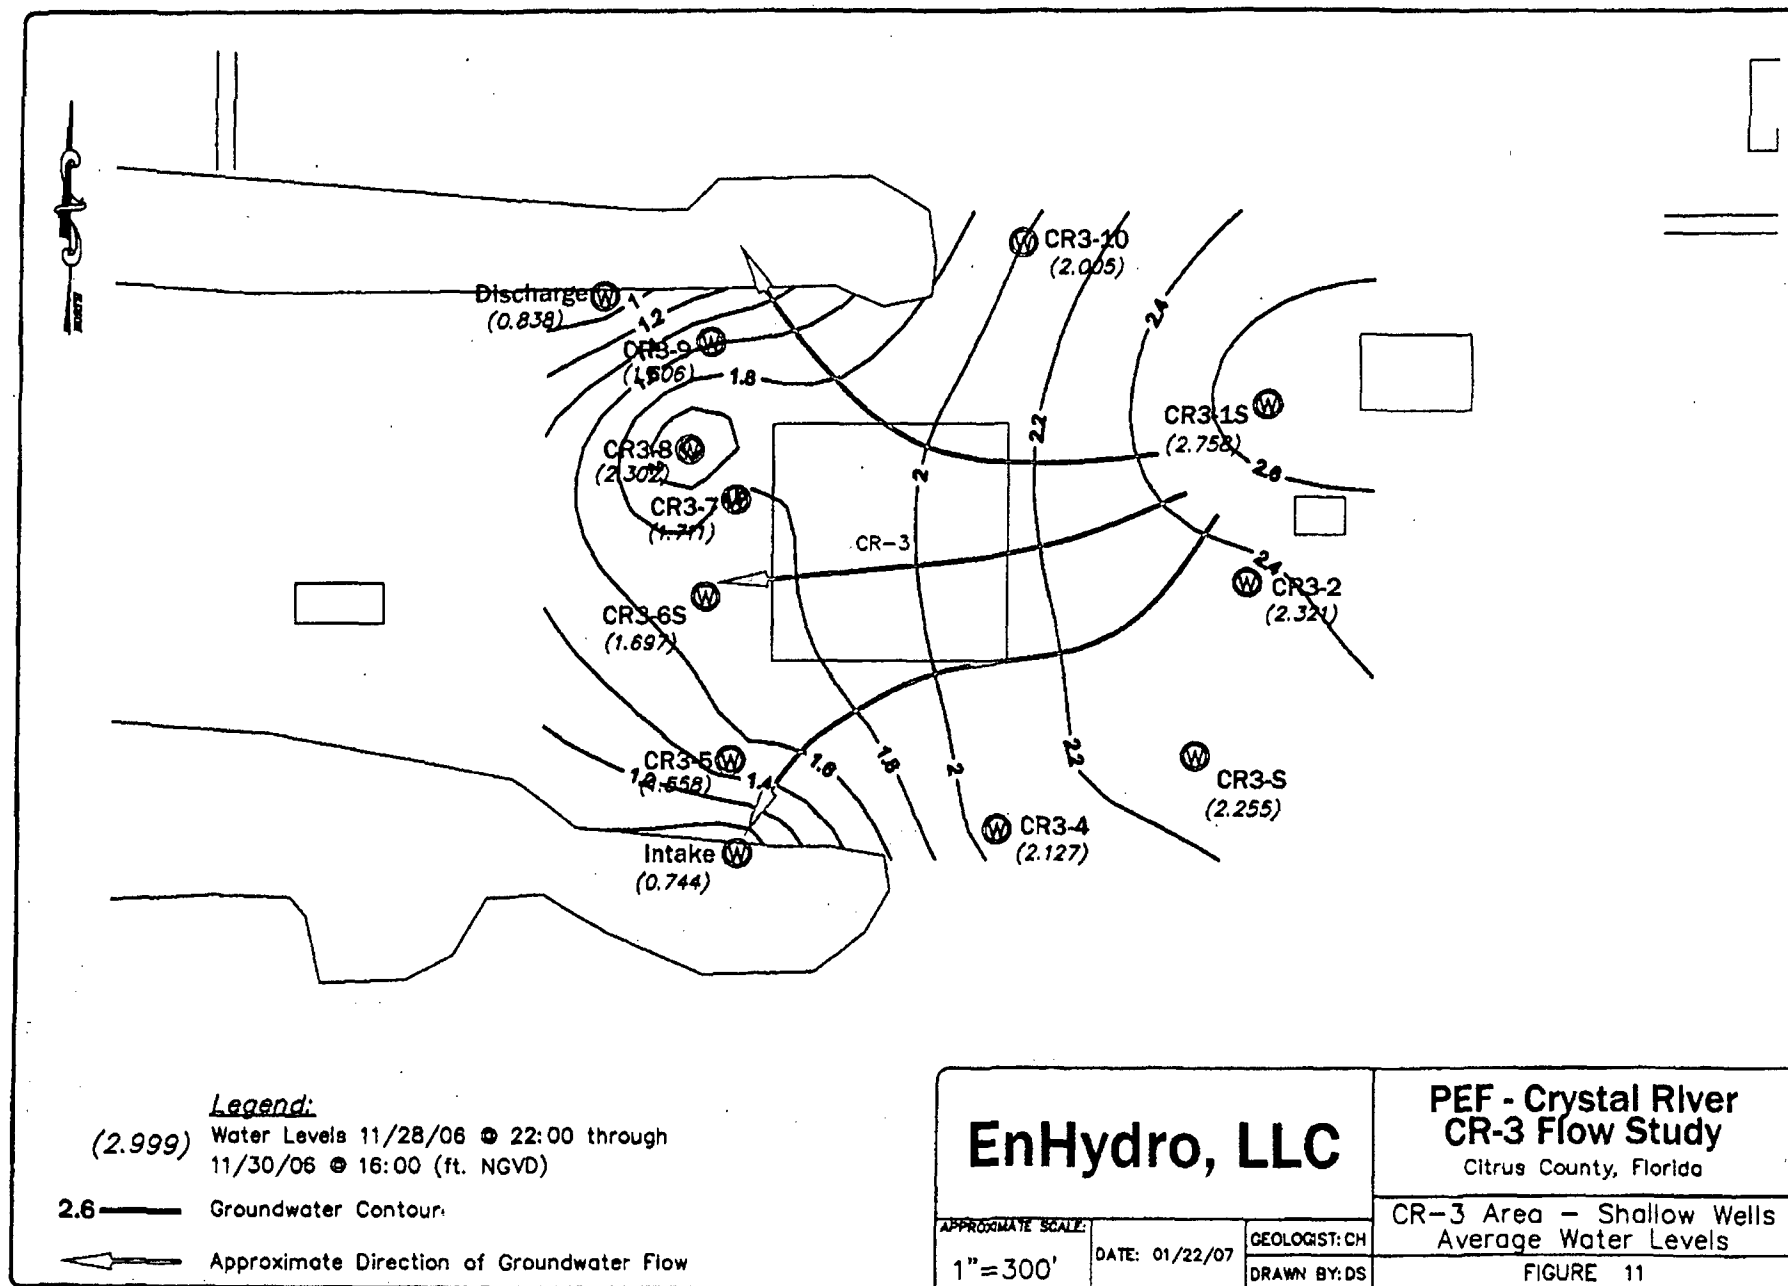 NORTH
CR3-10
(2.005)
Discharge
(0.838)
1
1.2
2.4
CR3-9
(1.606)
1.8
2.2
CR3-1S
(2.758)
2.6
CR3-8
(2.302)
2
CR3-7
(1.711)
CR-3
2.4
CR3-2
(2.321)
CR3-6S
(1.697)
CR3-5
(1.558)
1.4
1.6
1.8
2
2.2
CR3-S
(2.255)
CR3-4
(2.127)
Intake
(0.744)
Legend:
(2.999) Water Levels 11/28/06 @ 22:00 through
11/30/06 @ 16:00 (ft. NGVD)
2.6 Groundwater Contour
Approximate Direction of Groundwater Flow
EnHydro, LLC
PEF - Crystal River
CR-3 Flow Study
Citrus County, Florida
CR-3 Area - Shallow Wells
Average Water Levels
APPROXIMATE SCALE:
1"=300'
DATE: 01/22/07
GEOLOGIST: CH
DRAWN BY: DS
FIGURE 11